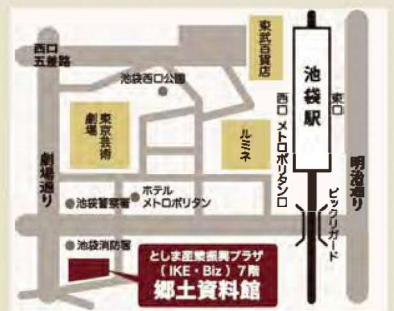 西口
五差路
東武百貨店
池袋西口公園
池袋駅
西口
東口
東京芸術
劇場
ルミネ
メトロポリタン口
劇場通り
明治通り
ホテル
メトロポリタン
池袋警察署
ビックリガード
池袋消防署
としま産業振興プラザ
(IKE・Biz)7階
郷土資料館